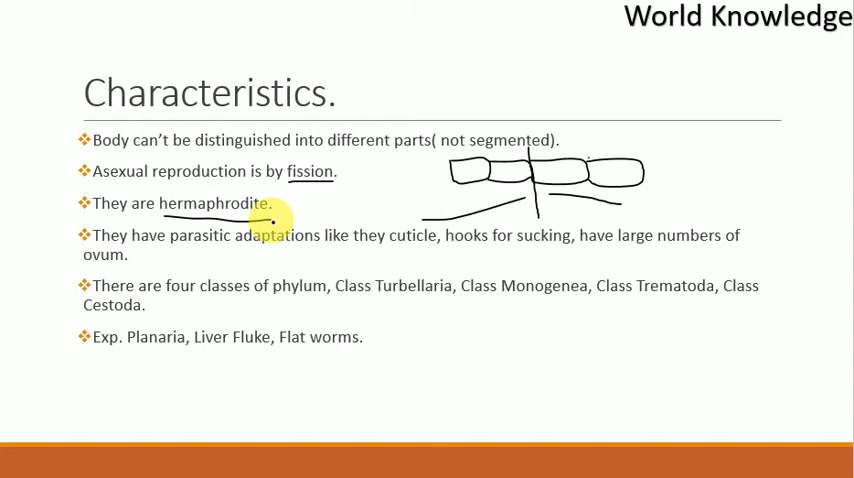 World Knowledge
Characteristics.
❖Body can't be distinguished into different parts( not segmented).
❖Asexual reproduction is by fission.
❖They are hermaphrodite.
❖They have parasitic adaptations like they cuticle, hooks for sucking, have large numbers of
ovum.
❖There are four classes of phylum, Class Turbellaria, Class Monogenea, Class Trematoda, Class
Cestoda.
❖Exp. Planaria, Liver Fluke, Flat worms.